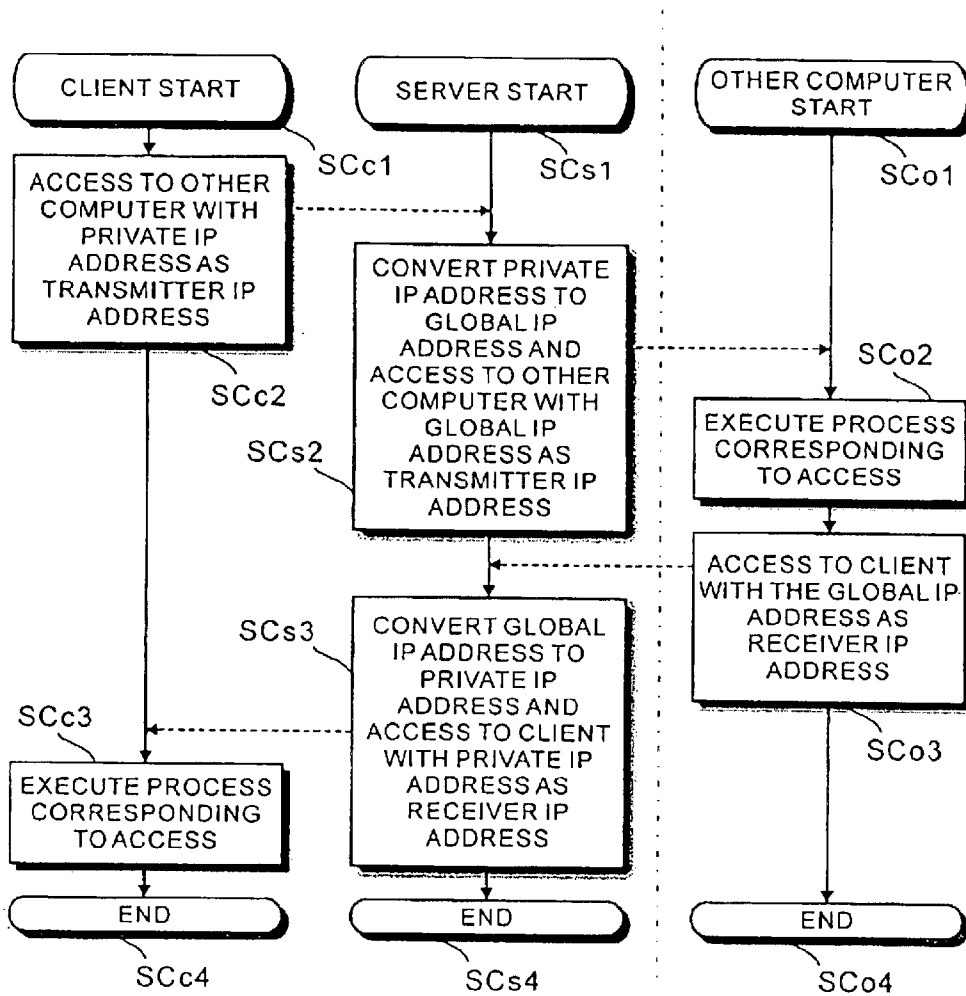 CLIENT START
SCc1
ACCESS TO OTHER
COMPUTER WITH
PRIVATE IP
ADDRESS AS
TRANSMITTER IP
ADDRESS
SCc2
SCc3
EXECUTE PROCESS
CORRESPONDING
TO ACCESS
END
SCc4
SERVER START
SCs1
CONVERT PRIVATE
IP ADDRESS TO
GLOBAL IP
ADDRESS AND
ACCESS TO OTHER
COMPUTER WITH
GLOBAL IP
ADDRESS AS
TRANSMITTER IP
ADDRESS
SCs2
SCs3
CONVERT GLOBAL
IP ADDRESS TO
PRIVATE IP
ADDRESS AND
ACCESS TO CLIENT
WITH PRIVATE IP
ADDRESS AS
RECEIVER IP
ADDRESS
END
SCs4
OTHER COMPUTER
START
SCo1
SCo2
EXECUTE PROCESS
CORRESPONDING
TO ACCESS
ACCESS TO CLIENT
WITH THE GLOBAL IP
ADDRESS AS
RECEIVER IP
ADDRESS
SCo3
END
SCo4